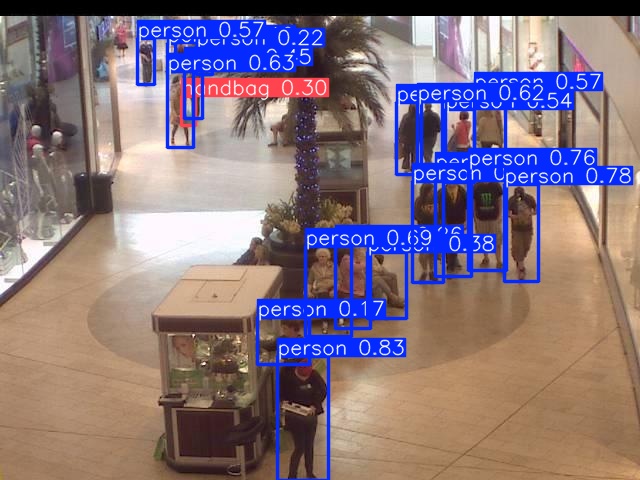 person 0.57
person 0.22
person 0.63
handbag 0.30
person 0.57
person 0.62
person 0.54
person 0.76
person 0.78
person 0.69
0.38
person 0.17
person 0.83